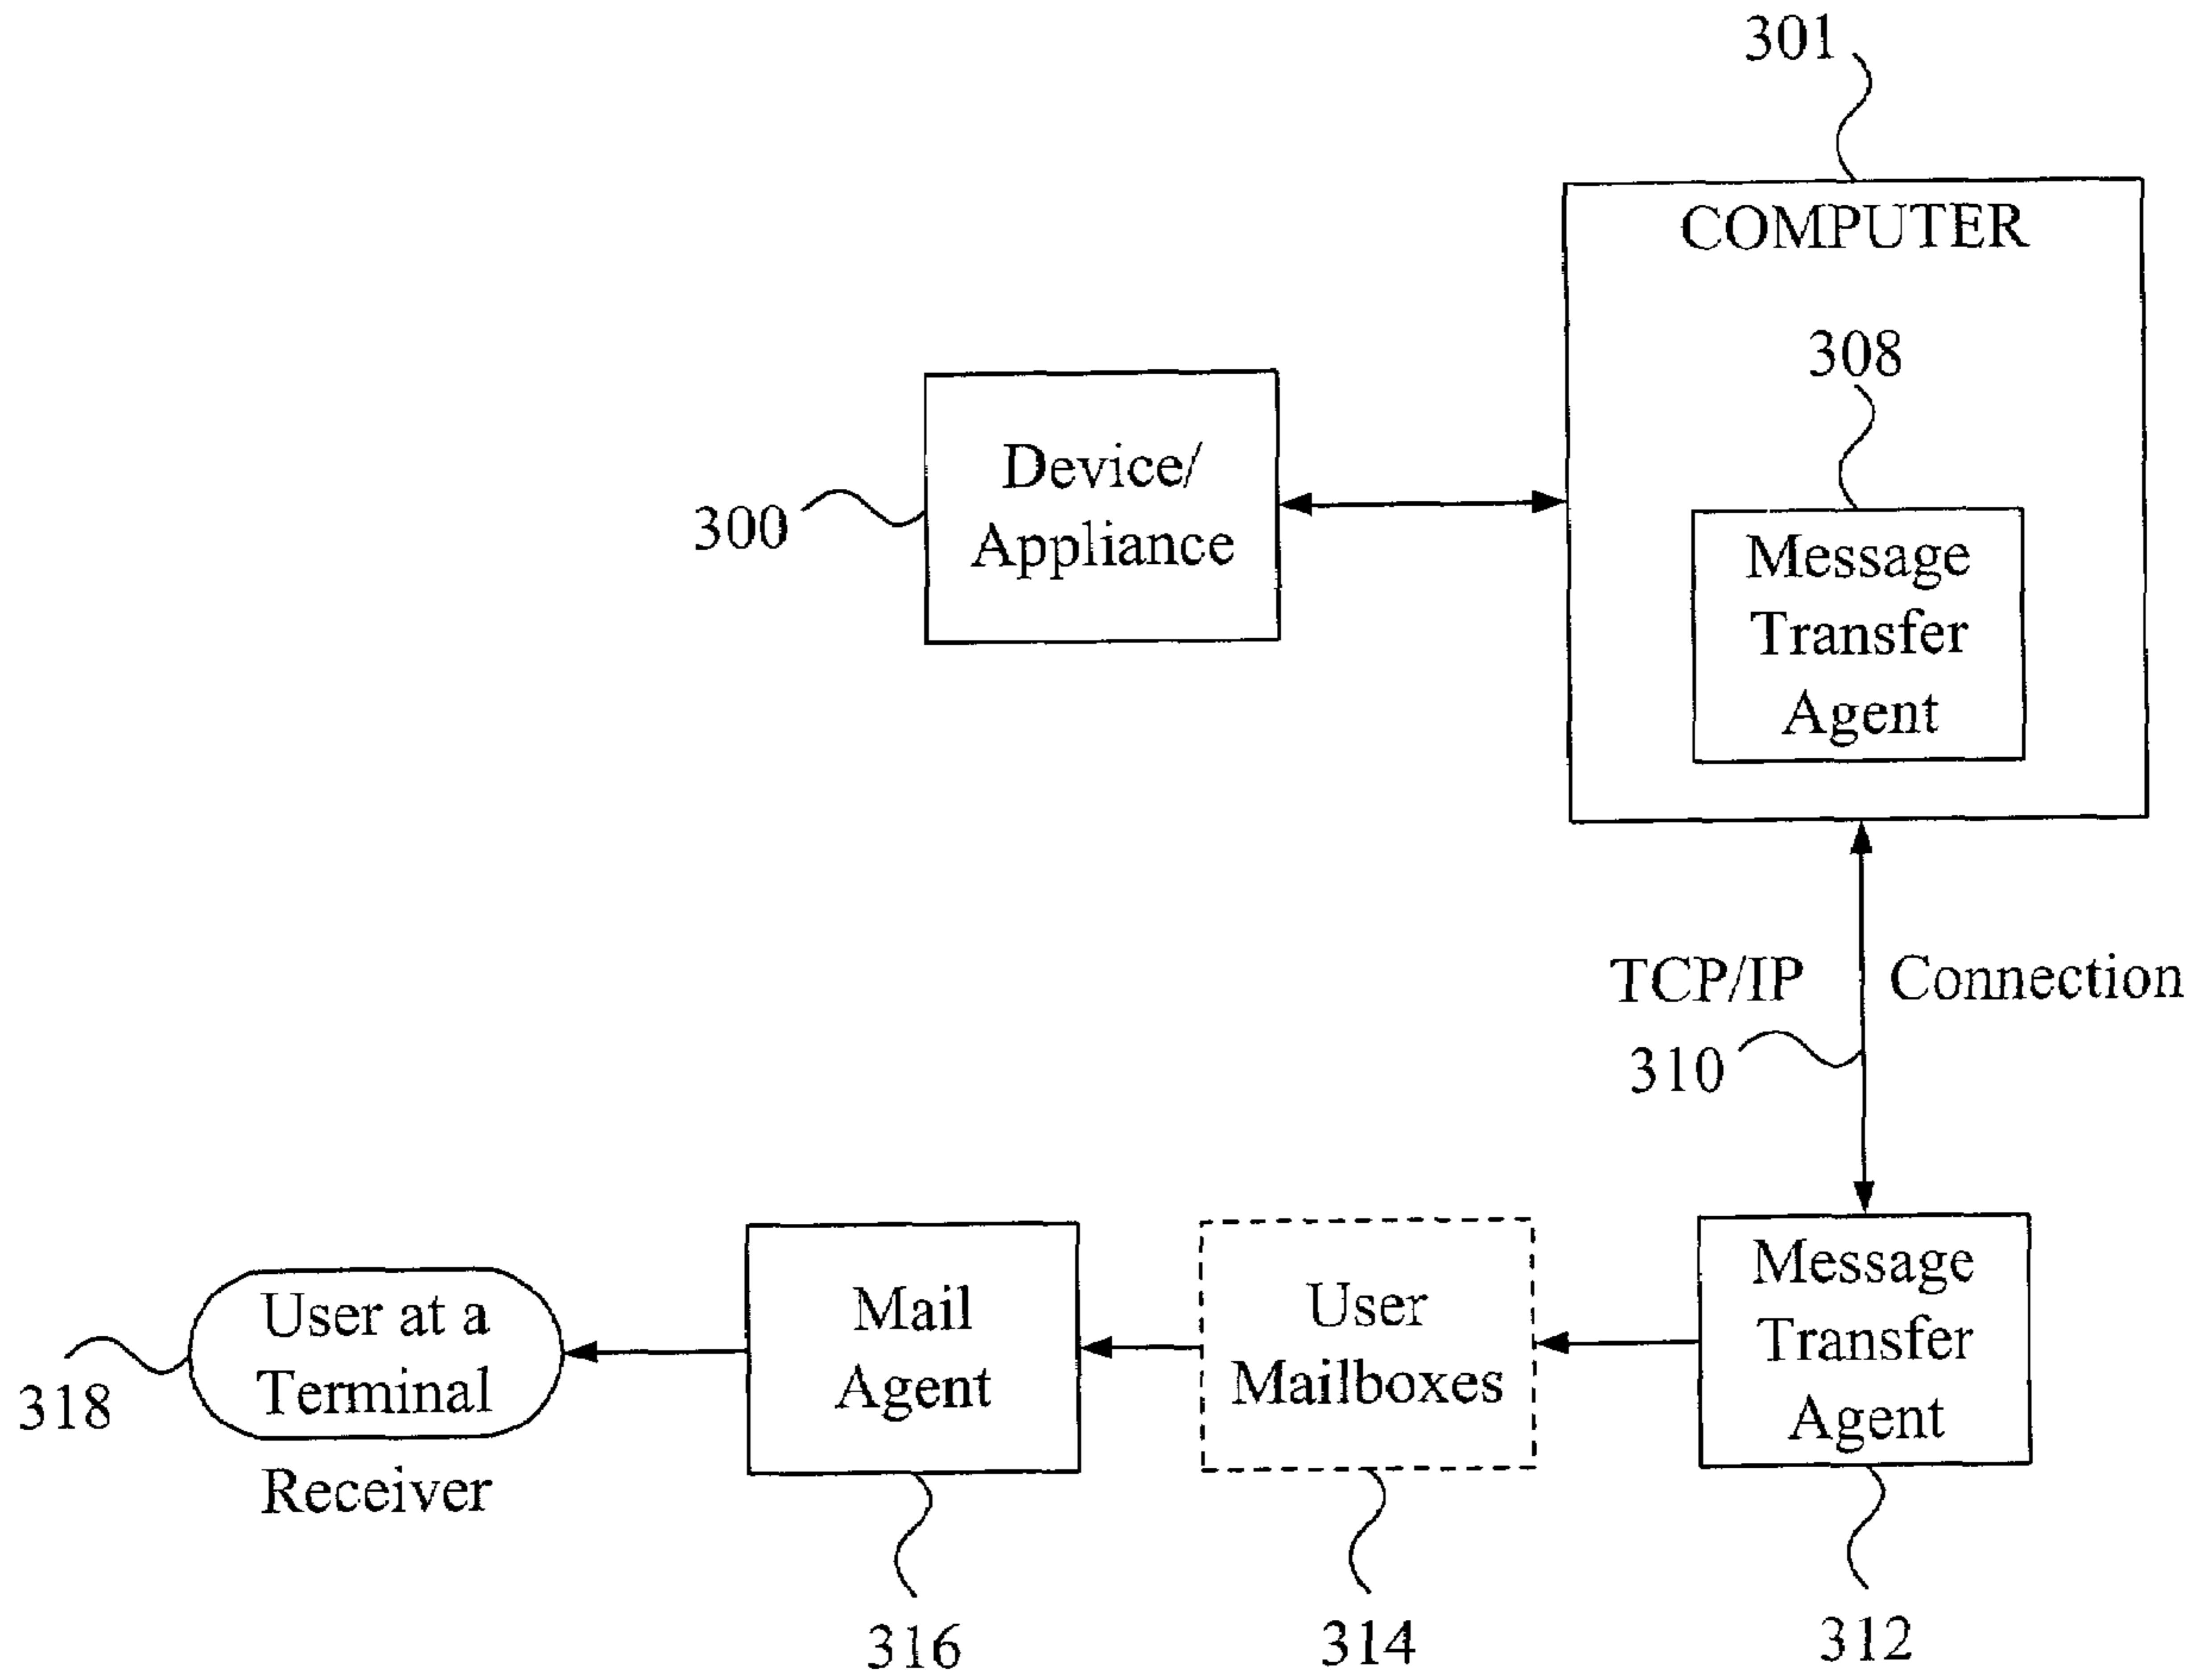 301
COMPUTER
308
Device/
Appliance
300
Message
Transfer
Agent
TCP/IP Connection
310
Message
Transfer
Agent
User
Mailboxes
Mail
Agent
User at a
Terminal
318
Receiver
316
314
312